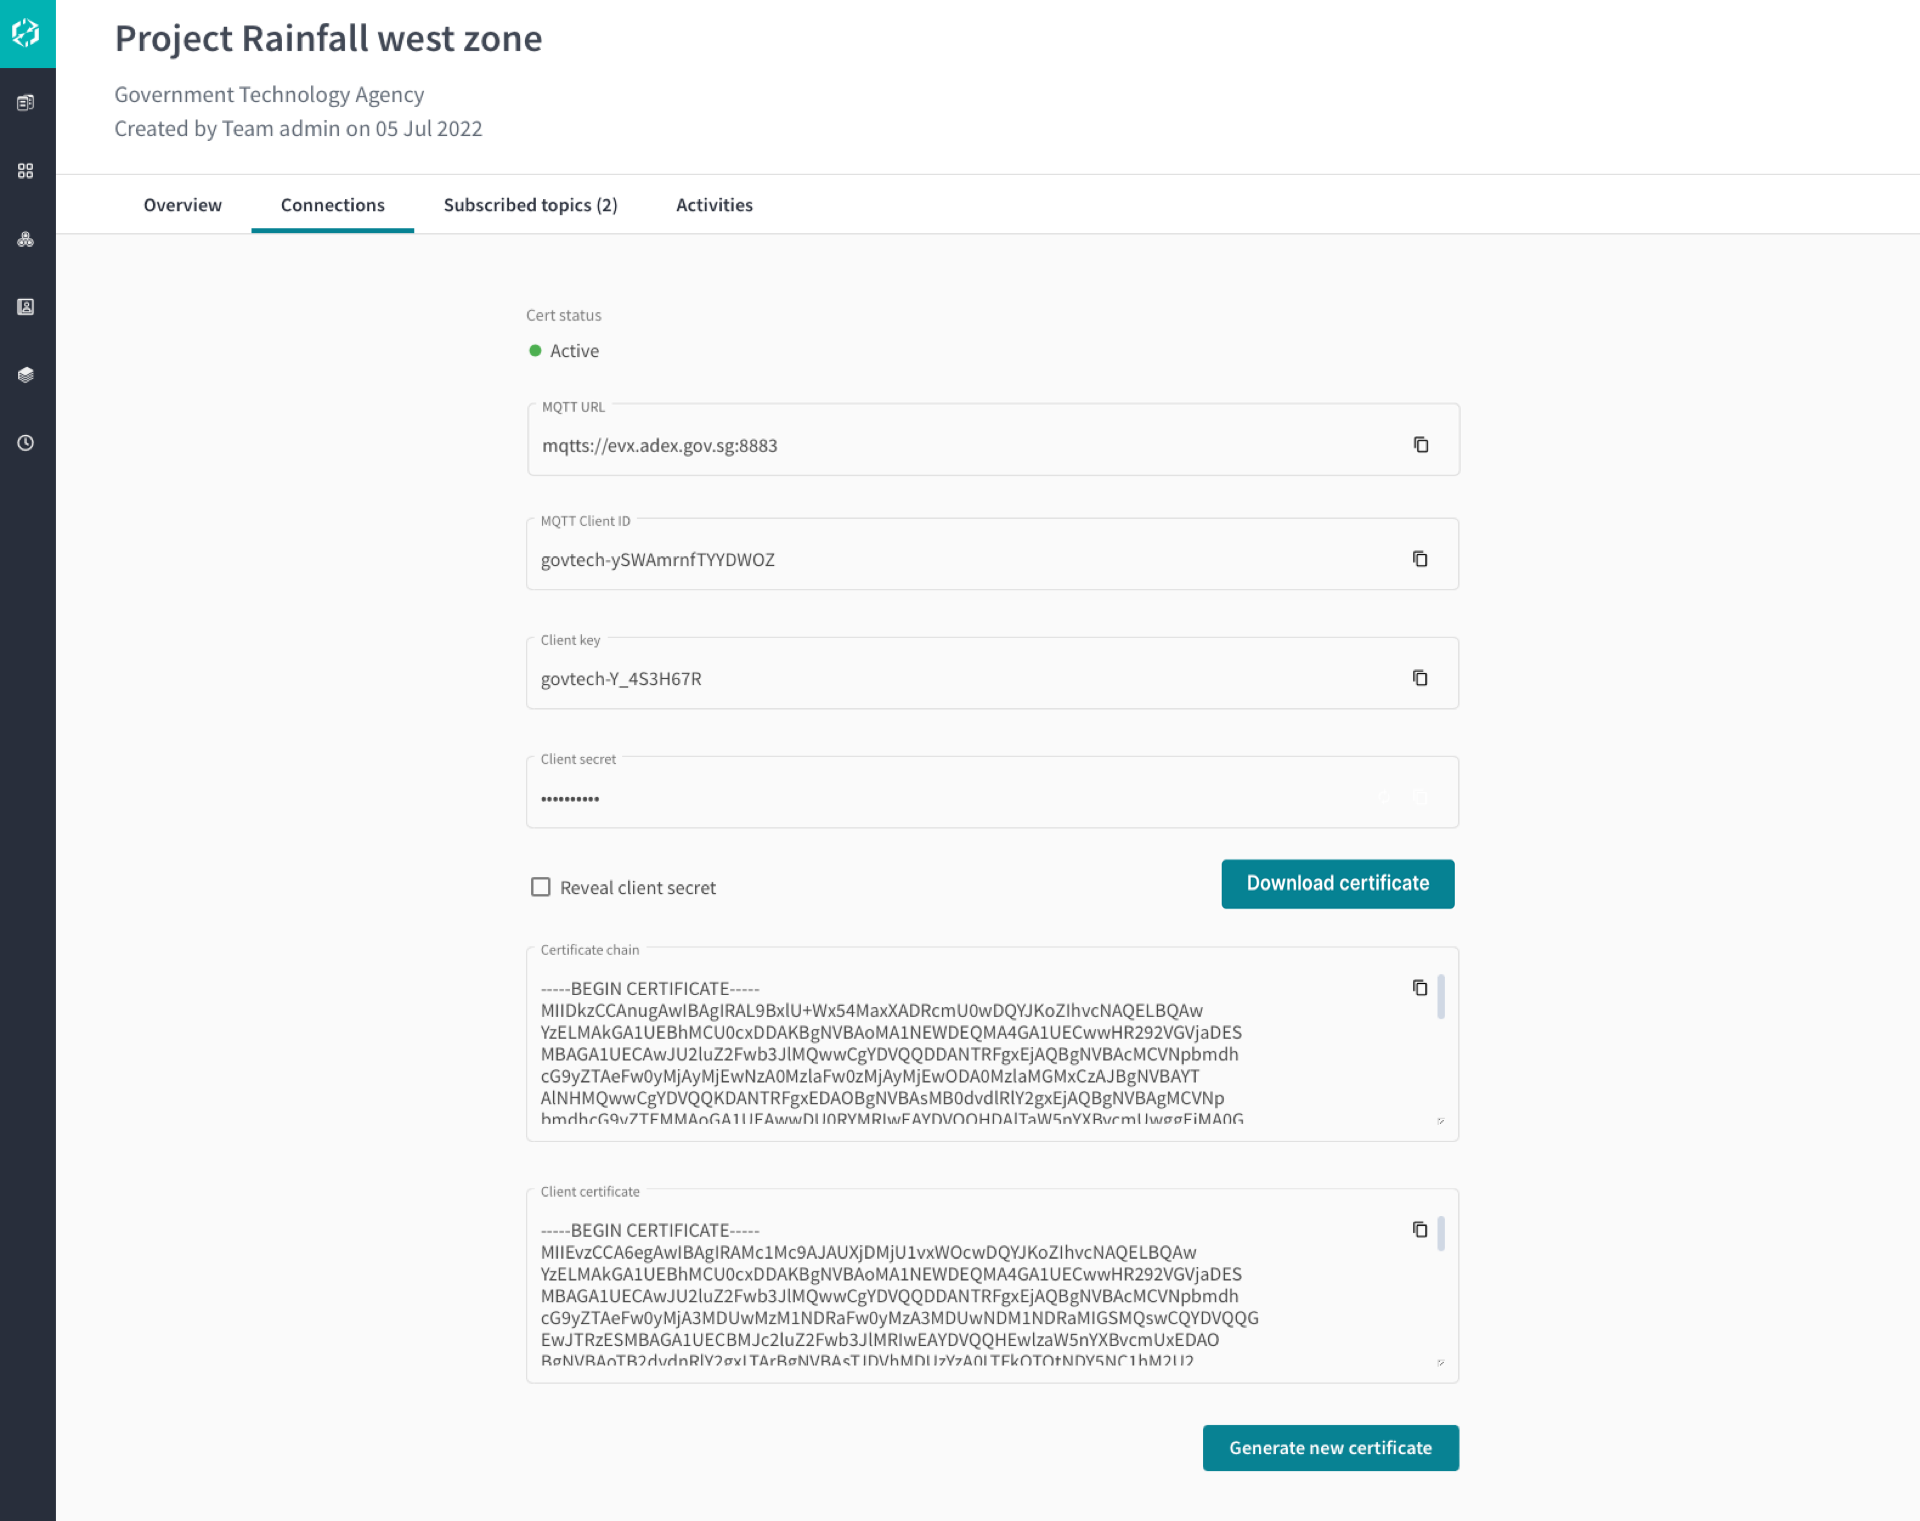 Project Rainfall west zone
Government Technology Agency
Created by Team admin on 05 Jul 2022
Overview Connections Subscribed topics (2) Activities
Cert status
Active
MQTT URL
mqtts://evx.adex.gov.sg:8883
MQTT Client ID
govtech-ySWAmrnfTYYDWOZ
Client key
govtech-Y_4S3H67R
Client secret
••••••••••
Reveal client secret
Download certificate
Certificate chain
-----BEGIN CERTIFICATE-----
MIIDkzCCAnugAwIBAgIRAL9BxlU+Wx54MaxXADRcmU0wDQYJKoZIhvcNAQELBQAw
YzELMAkGA1UEBhMCU0cxDDAKBgNVBAoMA1NEWDEQMA4GA1UECwwHR292VGVjaDES
MBAGA1UECAwJU2luZ2Fwb3JlMQwwCgYDVQQDDANTRFgxEjAQBgNVBAcMCVNpbmdh
cG9yZTAeFw0yMjAyMjEwNzA0MzlaFw0zMjAyMjEwODA0MzlaMGMxCzAJBgNVBAYT
AlNHMQwwCgYDVQQKDANTRFgxEDAOBgNVBAsMB0dvdlRlY2gxEjAQBgNVBAgMCVNp
bmdhcG9yZTEMMAoGA1UEAwwDU0RYMRIwEAYDVQQHDAlTaW5nYXBvcmUwggEiMA0G
Client certificate
-----BEGIN CERTIFICATE-----
MIIEvzCCA6egAwIBAgIRAMc1Mc9AJAUXjDMjU1vxWOcwDQYJKoZIhvcNAQELBQAw
YzELMAkGA1UEBhMCU0cxDDAKBgNVBAoMA1NEWDEQMA4GA1UECwwHR292VGVjaDES
MBAGA1UECAwJU2luZ2Fwb3JlMQwwCgYDVQQDDANTRFgxEjAQBgNVBAcMCVNpbmdh
cG9yZTAeFw0yMjA3MDUwMzM1NDRaFw0yMzA3MDUwNDM1NDRaMIGSMQswCQYDVQQG
EwJTRzESMBAGA1UECBMJc2luZ2Fwb3JlMRIwEAYDVQQHEwlzaW5nYXBvcmUxEDAO
Generate new certificate